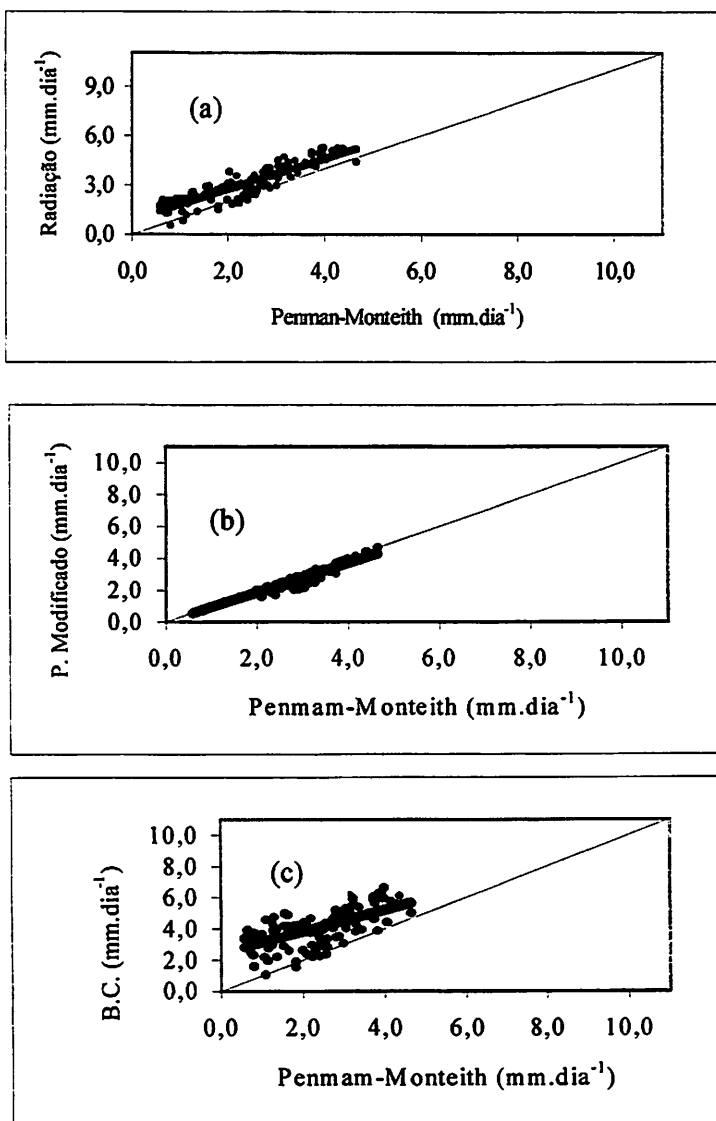 Radiação (mm.dia⁻¹)
9,0
6,0
3,0
0,0
(a)
0,0 2,0 4,0 6,0 8,0 10,0
Penman-Monteith (mm.dia⁻¹)
P. Modificado (mm.dia⁻¹)
10,0
8,0
6,0
4,0
2,0
0,0
(b)
0,0 2,0 4,0 6,0 8,0 10,0
Penmam-Monteith (mm.dia⁻¹)
B.C. (mm.dia⁻¹)
10,0
8,0
6,0
4,0
2,0
0,0
(c)
0,0 2,0 4,0 6,0 8,0 10,0
Penmam-Monteith (mm.dia⁻¹)